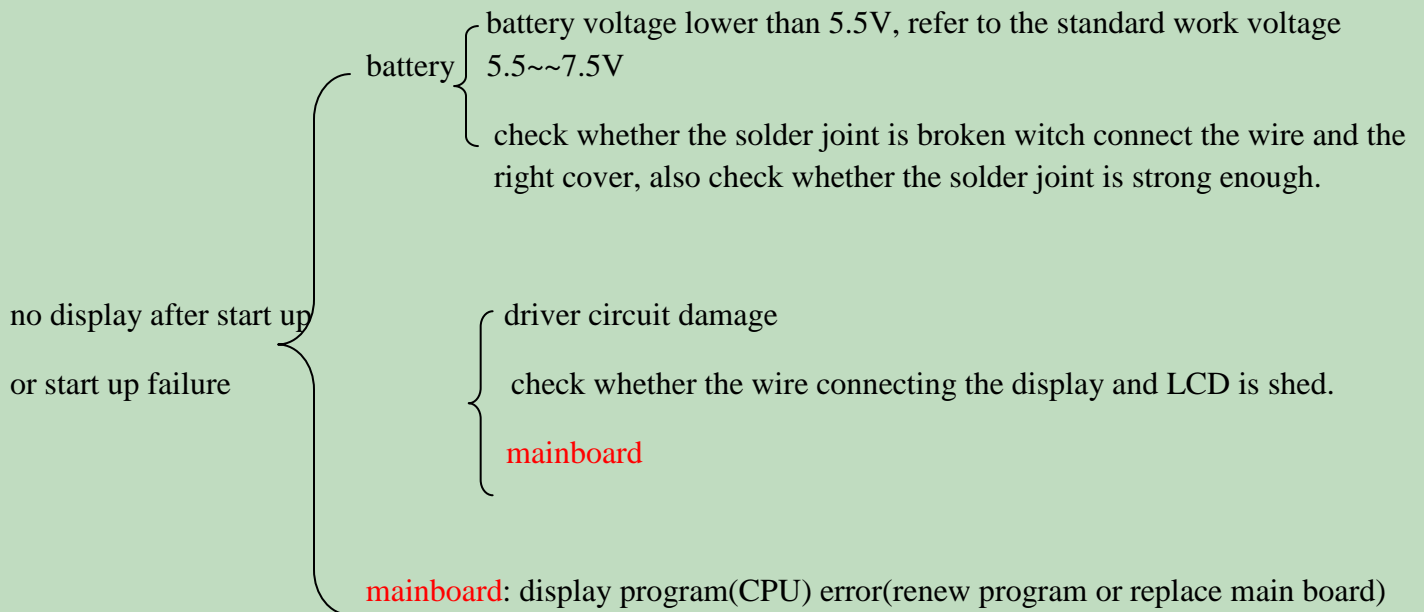 battery voltage lower than 5.5V, refer to the standard work voltage
battery
5.5~~7.5V
check whether the solder joint is broken witch connect the wire and the
right cover, also check whether the solder joint is strong enough.
no display after start up
driver circuit damage
or start up failure
check whether the wire connecting the display and LCD is shed.
mainboard
mainboard: display program(CPU) error(renew program or replace main board)